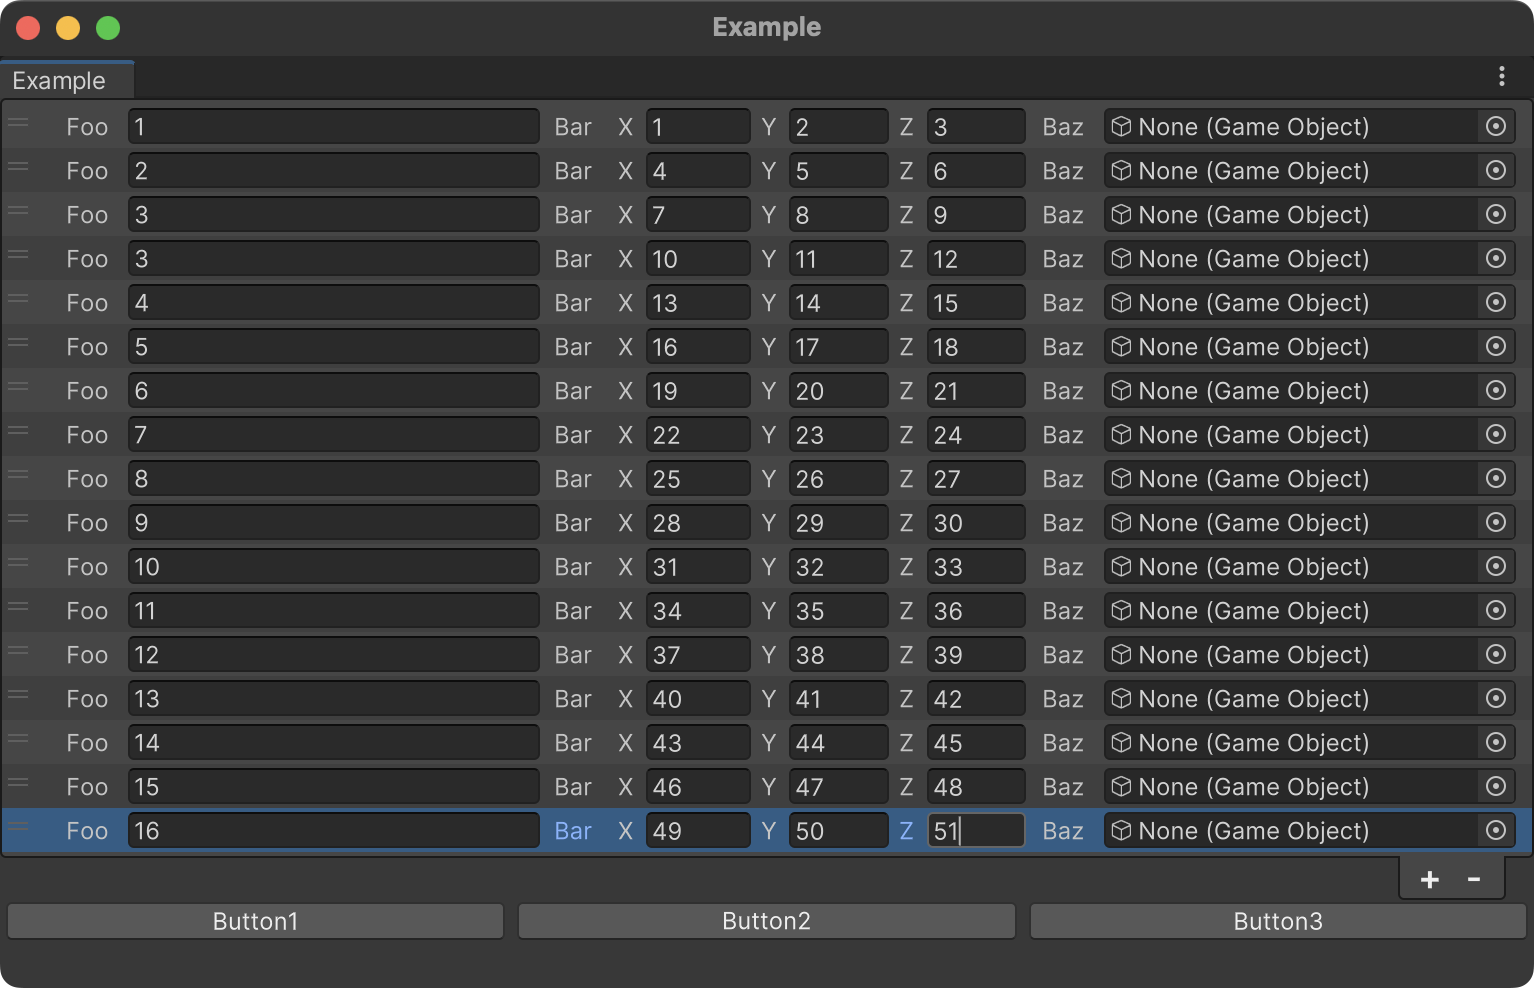 Example
Example
Foo 1 Bar X 1 Y 2 Z 3 Baz None (Game Object)
Foo 2 Bar X 4 Y 5 Z 6 Baz None (Game Object)
Foo 3 Bar X 7 Y 8 Z 9 Baz None (Game Object)
Foo 3 Bar X 10 Y 11 Z 12 Baz None (Game Object)
Foo 4 Bar X 13 Y 14 Z 15 Baz None (Game Object)
Foo 5 Bar X 16 Y 17 Z 18 Baz None (Game Object)
Foo 6 Bar X 19 Y 20 Z 21 Baz None (Game Object)
Foo 7 Bar X 22 Y 23 Z 24 Baz None (Game Object)
Foo 8 Bar X 25 Y 26 Z 27 Baz None (Game Object)
Foo 9 Bar X 28 Y 29 Z 30 Baz None (Game Object)
Foo 10 Bar X 31 Y 32 Z 33 Baz None (Game Object)
Foo 11 Bar X 34 Y 35 Z 36 Baz None (Game Object)
Foo 12 Bar X 37 Y 38 Z 39 Baz None (Game Object)
Foo 13 Bar X 40 Y 41 Z 42 Baz None (Game Object)
Foo 14 Bar X 43 Y 44 Z 45 Baz None (Game Object)
Foo 15 Bar X 46 Y 47 Z 48 Baz None (Game Object)
Foo 16 Bar X 49 Y 50 Z 51 Baz None (Game Object)
+ -
Button1 Button2 Button3